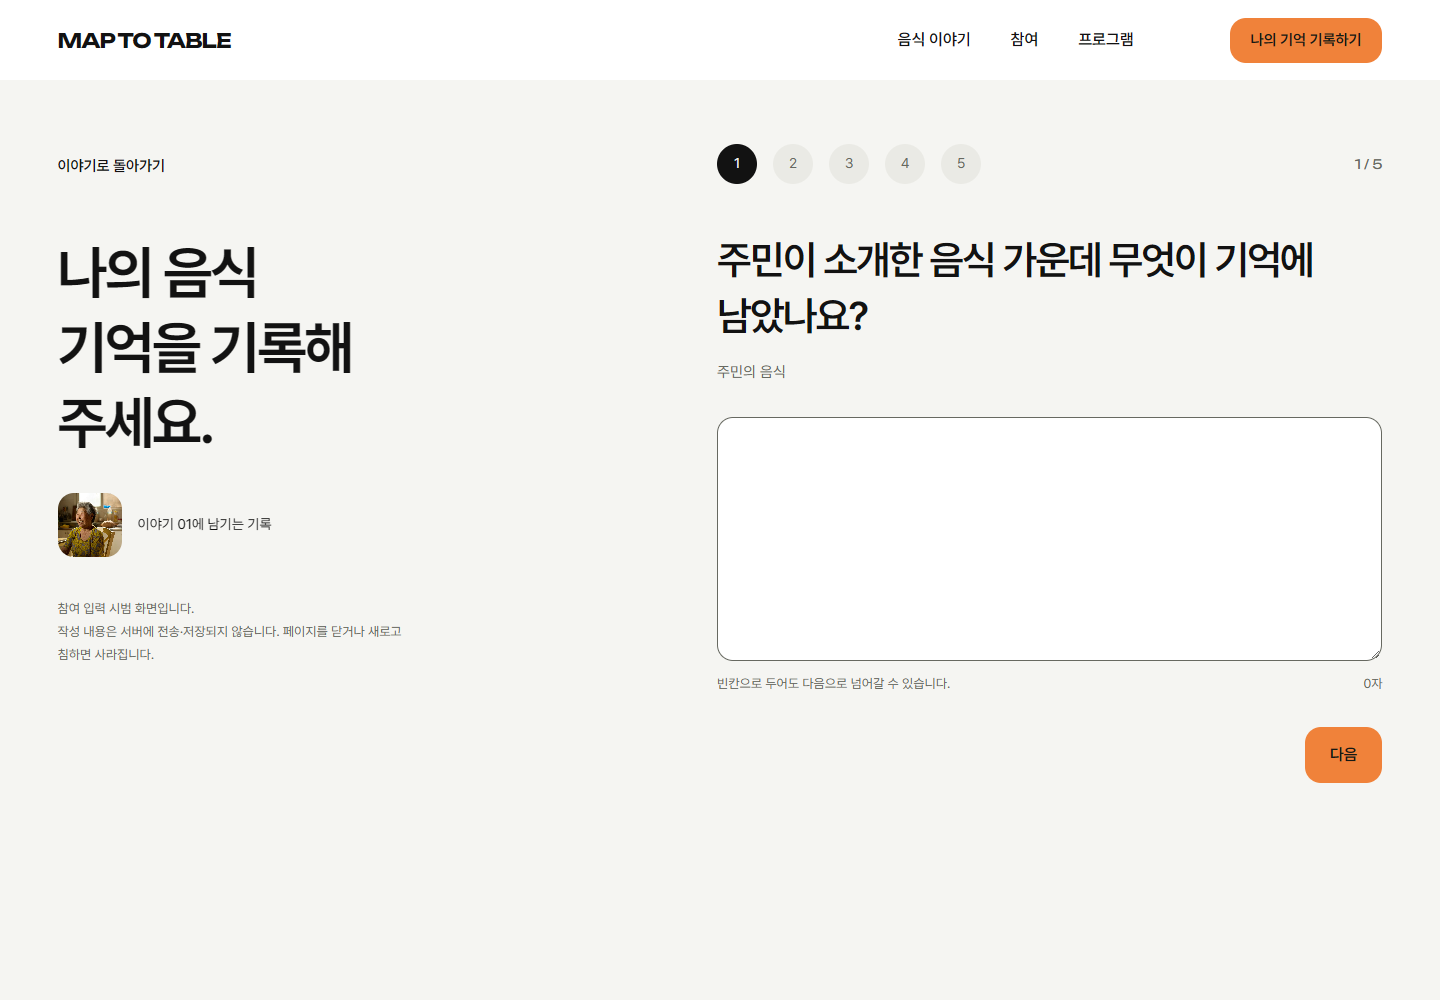 MAP TO TABLE
음식 이야기
참여
프로그램
나의 기억 기록하기
이야기로 돌아가기
나의 음식
기억을 기록해
주세요.
이야기 01에 남기는 기록
참여 입력 시범 화면입니다.
작성 내용은 서버에 전송·저장되지 않습니다. 페이지를 닫거나 새로고
침하면 사라집니다.
1 2 3 4 5
1 / 5
주민이 소개한 음식 가운데 무엇이 기억에
남았나요?
주민의 음식
빈칸으로 두어도 다음으로 넘어갈 수 있습니다.
0자
다음